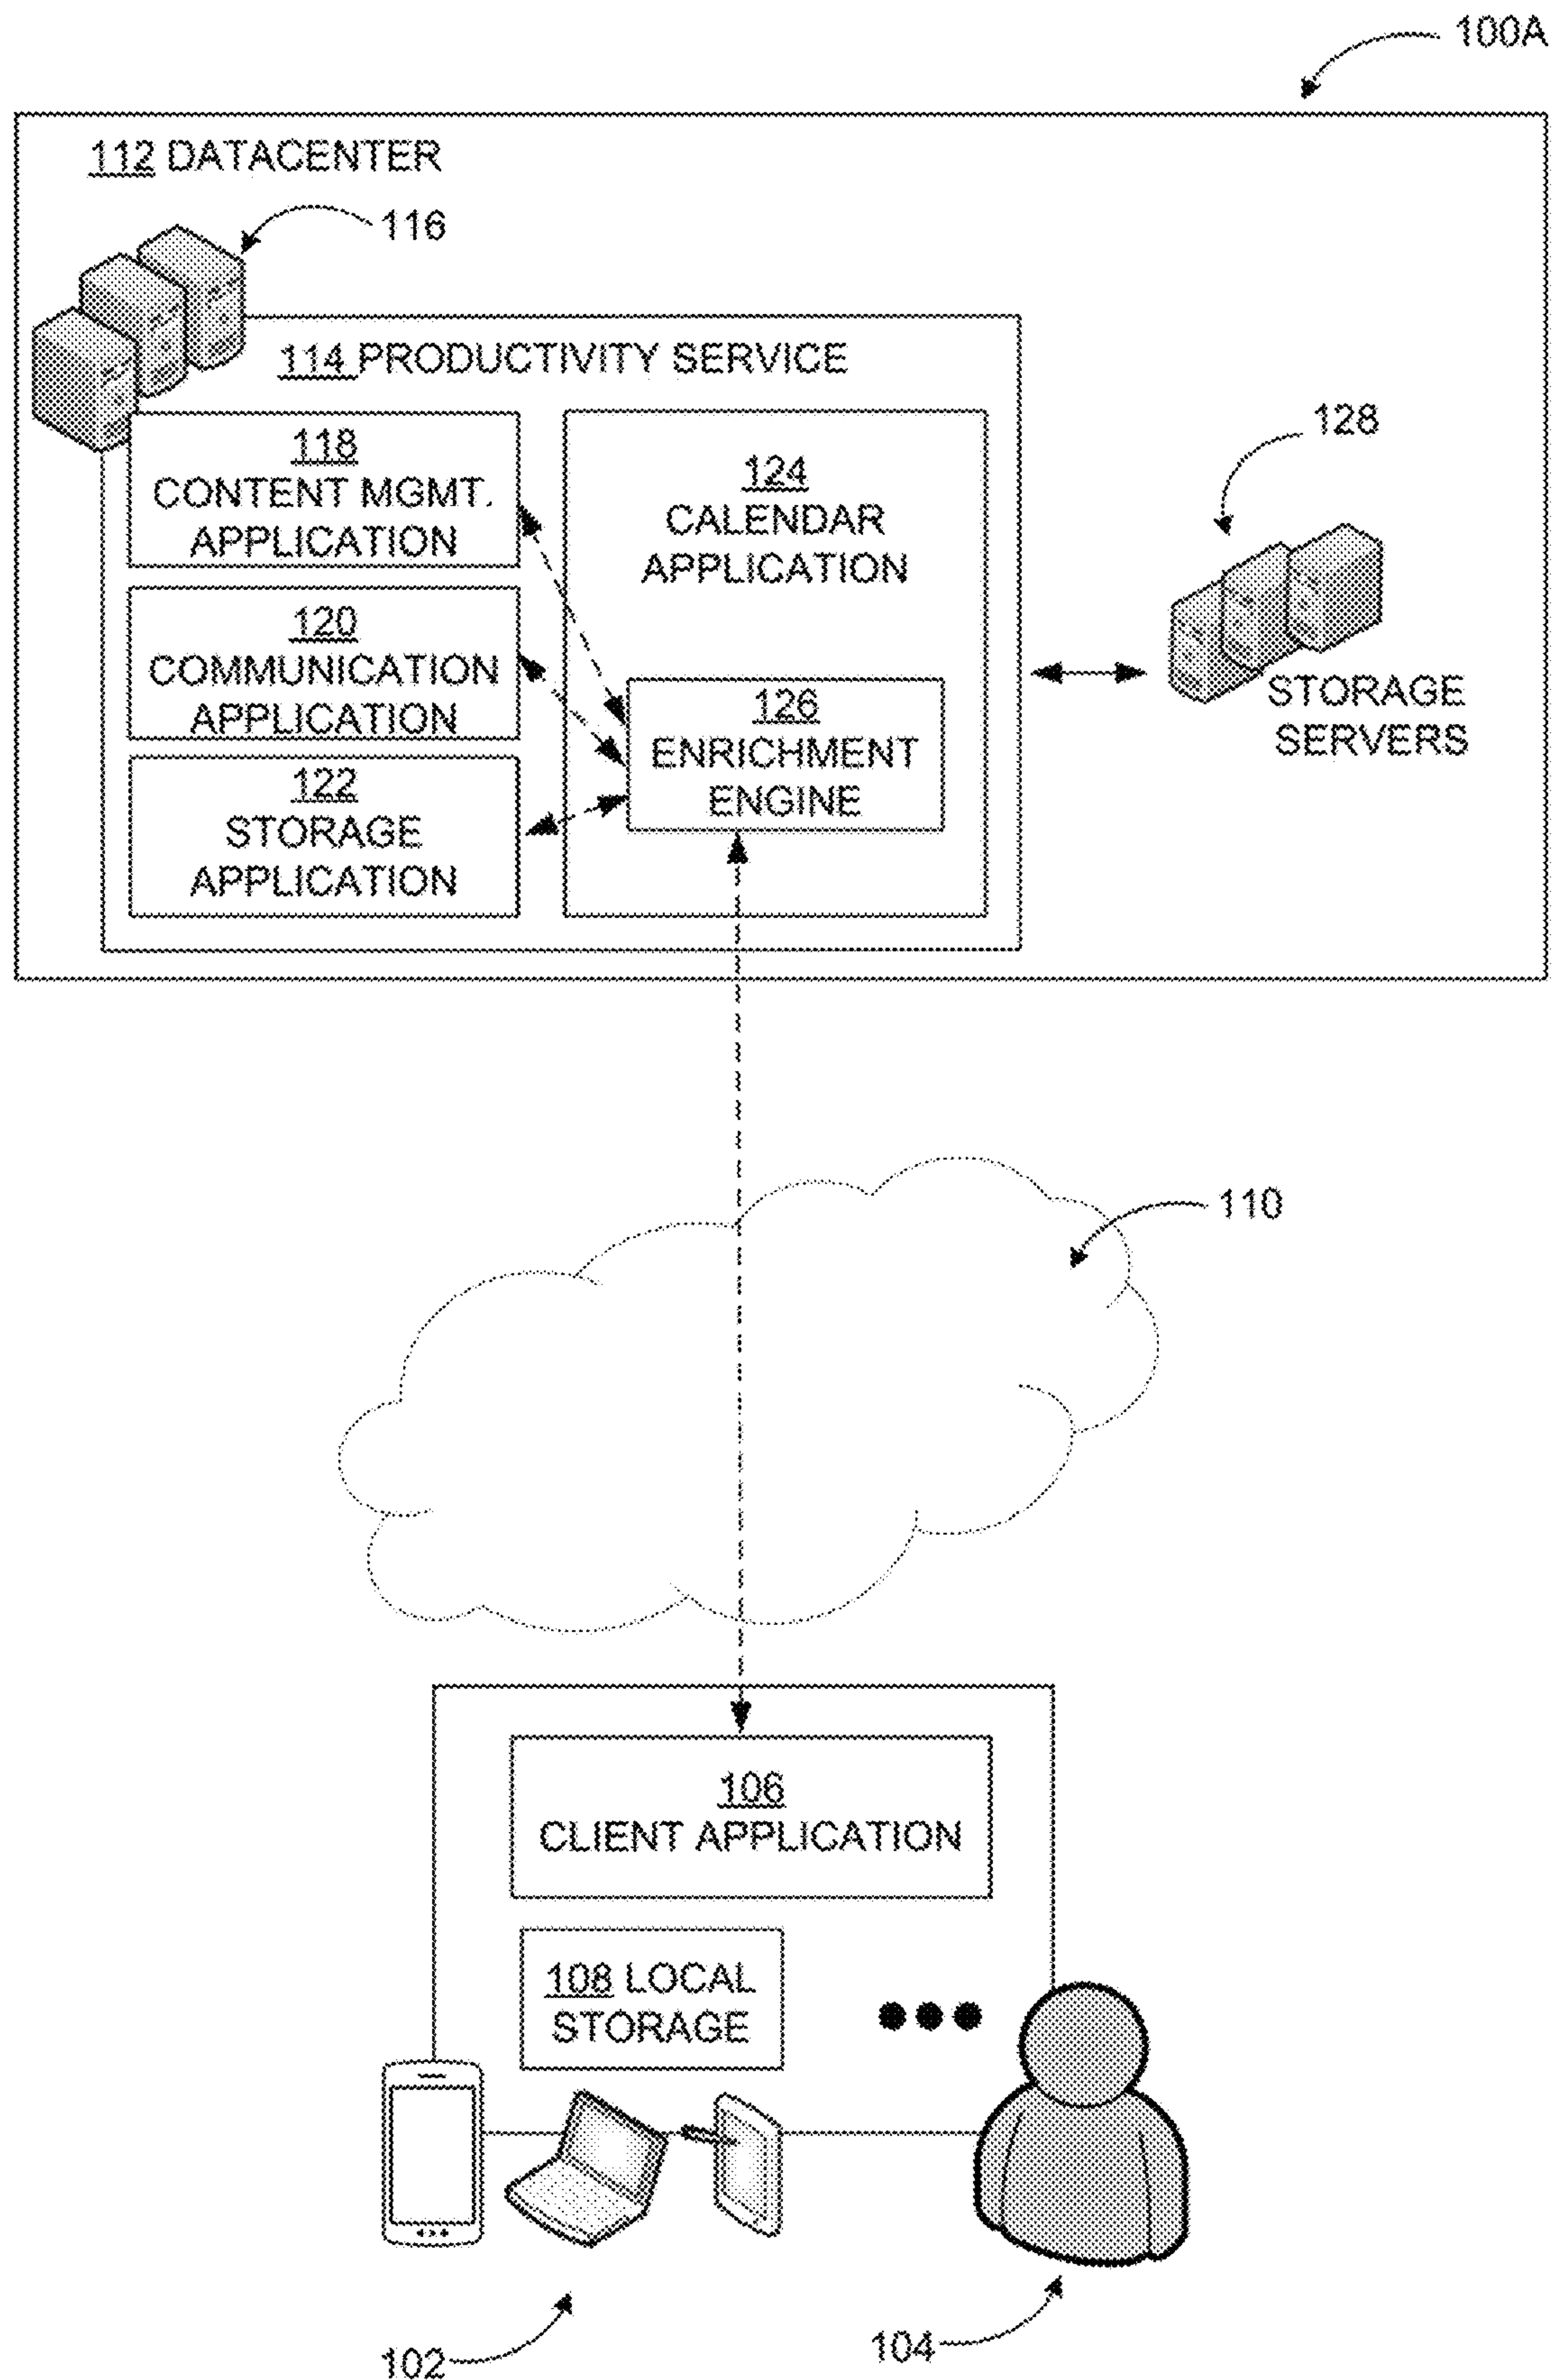 100A
112 DATACENTER
116
114 PRODUCTIVITY SERVICE
118
CONTENT MGMT.
APPLICATION
120
COMMUNICATION
APPLICATION
122
STORAGE
APPLICATION
124
CALENDAR
APPLICATION
126
ENRICHMENT
ENGINE
128
STORAGE
SERVERS
110
106
CLIENT APPLICATION
108 LOCAL
STORAGE
102
104